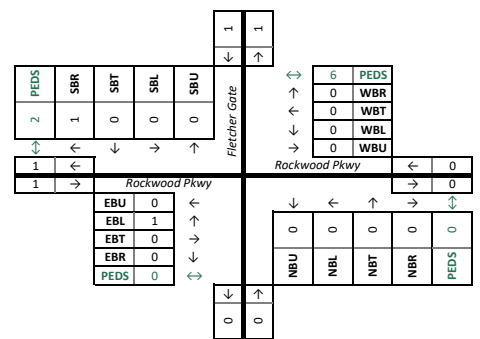 1 1
↓ ↑
PEDS SBR SBT SBL SBU
2 1 0 0 0
↕ ← ↓ → ↑
Fletcher Gate
↔ 6 PEDS
↑ 0 WBR
← 0 WBT
↓ 0 WBL
→ 0 WBU
1 ←
1 →
Rockwood Pkwy
← 0
→ 0
Rockwood Pkwy
EBU 0 ←
EBL 1 ↑
EBT 0 →
EBR 0 ↓
PEDS 0 ↔
↓ ← ↑ → ↕
0 0 0 0 0
NBU NBL NBT NBR PEDS
↓ ↑
0 0